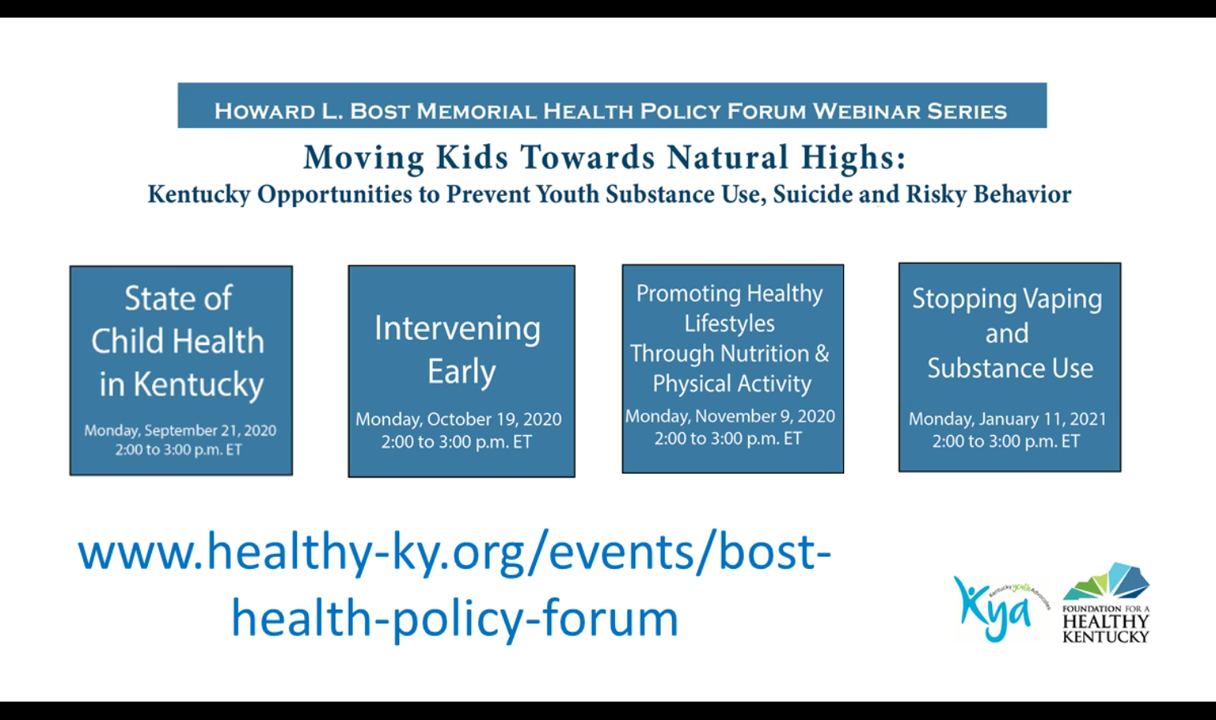 HOWARD L. BOST MEMORIAL HEALTH POLICY FORUM WEBINAR SERIES
Moving Kids Towards Natural Highs:
Kentucky Opportunities to Prevent Youth Substance Use, Suicide and Risky Behavior
State of
Child Health
in Kentucky
Monday, September 21, 2020
2:00 to 3:00 p.m. ET
Intervening
Early
Monday, October 19, 2020
2:00 to 3:00 p.m. ET
Promoting Healthy
Lifestyles
Through Nutrition &
Physical Activity
Monday, November 9, 2020
2:00 to 3:00 p.m. ET
Stopping Vaping
and
Substance Use
Monday, January 11, 2021
2:00 to 3:00 p.m. ET
www.healthy-ky.org/events/bost-
health-policy-forum
Kya
Kentucky youth Advocates
FOUNDATION FOR A
HEALTHY
KENTUCKY